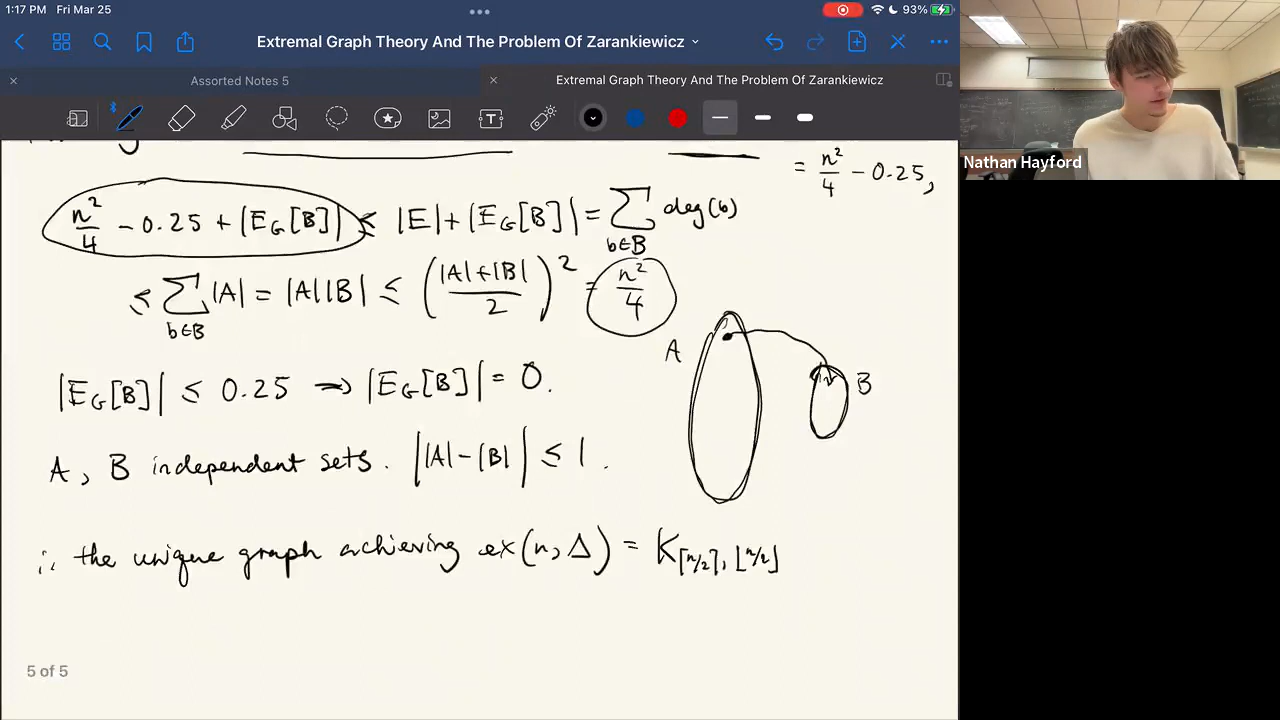 1:17 PM Fri Mar 25
93%
Extremal Graph Theory And The Problem Of Zarankiewicz
Assorted Notes 5
Extremal Graph Theory And The Problem Of Zarankiewicz
Nathan Hayford
= n²/4 − 0.25,
n²/4 − 0.25 + |E_G[B]| ≤ |E| + |E_G[B]| = ∑_{b∈B} deg(b)
≤ ∑_{b∈B} |A| = |A||B| ≤ ((|A|+|B|)/2)² = n²/4
A
B
|E_G[B]| ≤ 0.25 → |E_G[B]| = 0.
A, B independent sets. ||A|−|B|| ≤ 1.
∴ the unique graph achieving ex(n, Δ) = K_{⌈n/2⌉, ⌊n/2⌋}
5 of 5